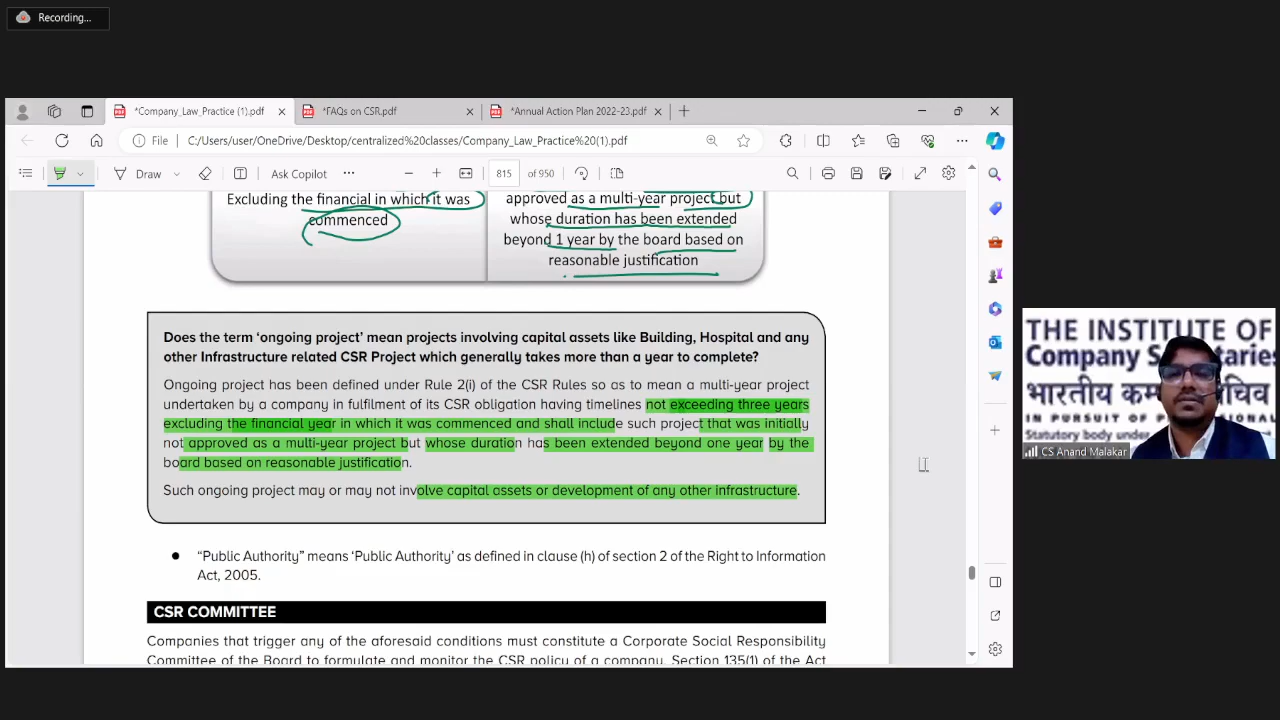 Recording...
*Company_Law_Practice (1).pdf
*FAQs on CSR.pdf
*Annual Action Plan 2022-23.pdf
File
C:/Users/user/OneDrive/Desktop/centralized%20classes/Company_Law_Practice%20(1).pdf
Draw
Ask Copilot
815 of 950
Excluding the financial in which it was
commenced
approved as a multi-year project but
whose duration has been extended
beyond 1 year by the board based on
reasonable justification
Does the term ‘ongoing project’ mean projects involving capital assets like Building, Hospital and any
other Infrastructure related CSR Project which generally takes more than a year to complete?
Ongoing project has been defined under Rule 2(i) of the CSR Rules so as to mean a multi-year project
undertaken by a company in fulfilment of its CSR obligation having timelines not exceeding three years
excluding the financial year in which it was commenced and shall include such project that was initially
not approved as a multi-year project but whose duration has been extended beyond one year by the
board based on reasonable justification.
Such ongoing project may or may not involve capital assets or development of any other infrastructure.
● “Public Authority” means ‘Public Authority’ as defined in clause (h) of section 2 of the Right to Information
Act, 2005.
CSR COMMITTEE
Companies that trigger any of the aforesaid conditions must constitute a Corporate Social Responsibility
Committee of the Board to formulate and monitor the CSR policy of a company. Section 135(1) of the Act
THE INSTITUTE OF
Company
भारतीय
IN PURSUIT OF
Statutory body under
CS Anand Malakar